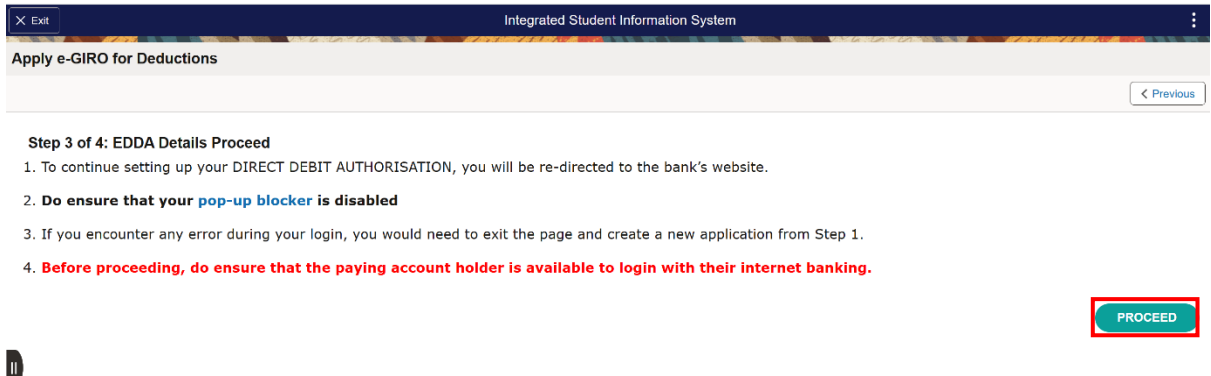 Exit
Integrated Student Information System
Apply e-GIRO for Deductions
Previous
Step 3 of 4: EDDA Details Proceed
1. To continue setting up your DIRECT DEBIT AUTHORISATION, you will be re-directed to the bank's website.
2. Do ensure that your pop-up blocker is disabled
3. If you encounter any error during your login, you would need to exit the page and create a new application from Step 1.
4. Before proceeding, do ensure that the paying account holder is available to login with their internet banking.
PROCEED